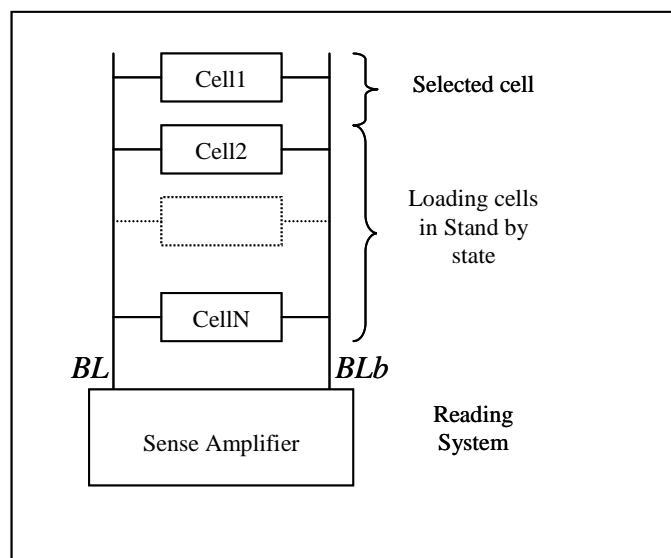 Cell1
Selected cell
Cell2
Loading cells
in Stand by
state
CellN
BL
BLb
Sense Amplifier
Reading
System